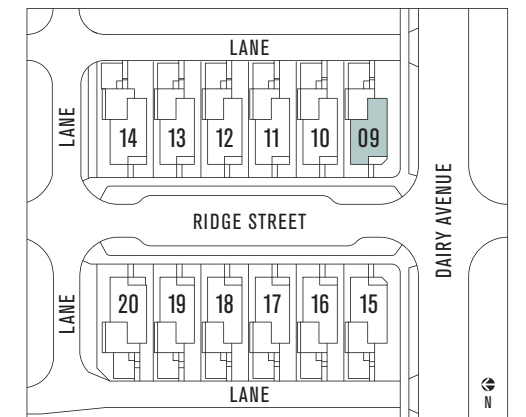 LANE
LANE
14 13 12 11 10 09
RIDGE STREET
DAIRY AVENUE
LANE
20 19 18 17 16 15
LANE
N